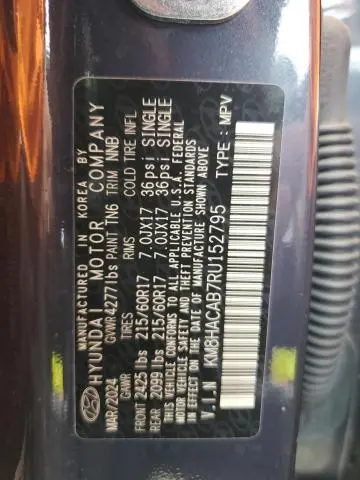 MANUFACTURED IN KOREA BY
HYUNDAI MOTOR COMPANY
MAR/2024 GVWR 4277lbs PAINT TN6 TRIM NNB
GAWR TIRES RIMS COLD TIRE INFL
FRONT 2425 lbs 215/60R17 7.0JX17 36psi SINGLE
REAR 2099 lbs 215/60R17 7.0JX17 36psi SINGLE
THIS VEHICLE CONFORMS TO ALL APPLICABLE U.S.A. FEDERAL
MOTOR VEHICLE SAFETY, BUMPER, AND THEFT PREVENTION
STANDARDS IN EFFECT ON THE DATE OF MANUFACTURE SHOWN ABOVE
V.I.N KM8HACAB7RU152795 TYPE : MPV